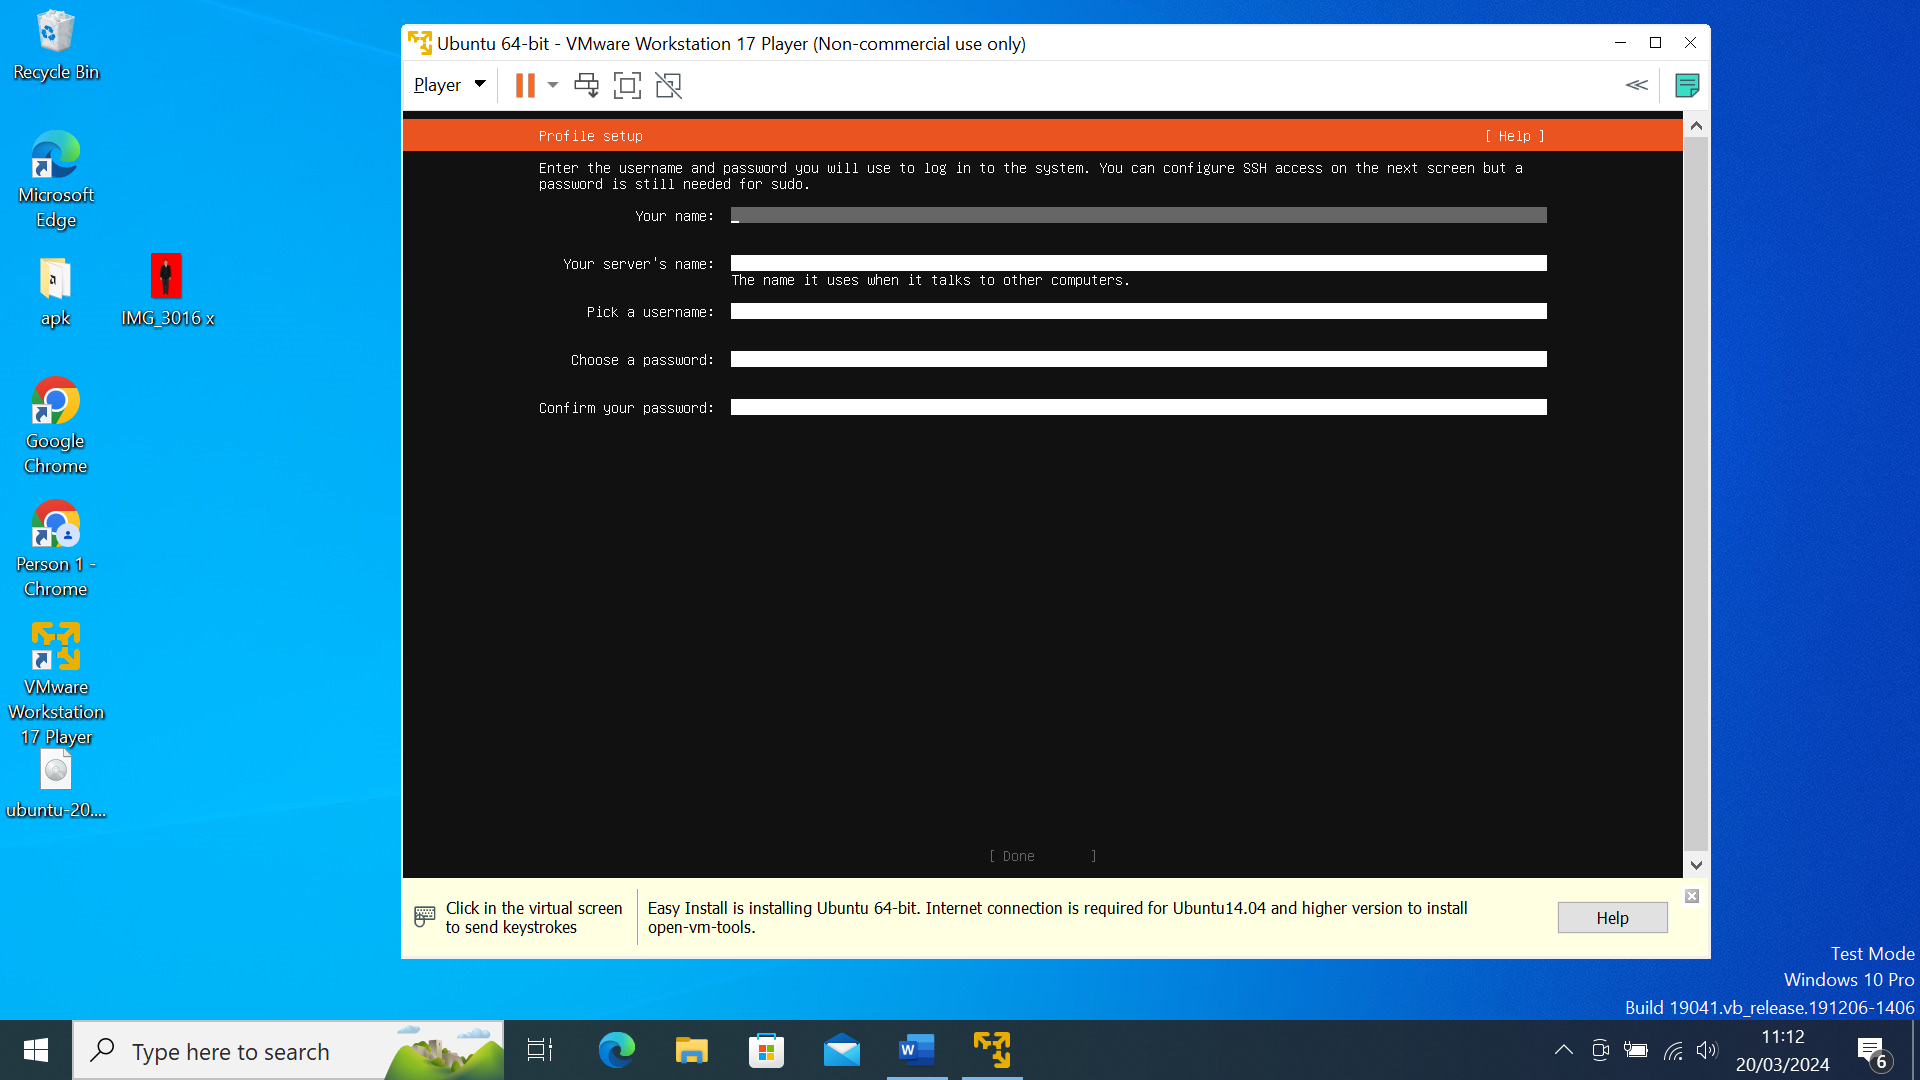 Recycle Bin
Microsoft
Edge
apk
IMG_3016 x
Google
Chrome
Person 1 -
Chrome
VMware
Workstation
17 Player
ubuntu-20....
Ubuntu 64-bit - VMware Workstation 17 Player (Non-commercial use only)
Player
Profile setup
[ Help ]
Enter the username and password you will use to log in to the system. You can configure SSH access on the next screen but a
password is still needed for sudo.
Your name:
Your server's name:
The name it uses when it talks to other computers.
Pick a username:
Choose a password:
Confirm your password:
[ Done ]
Click in the virtual screen
to send keystrokes
Easy Install is installing Ubuntu 64-bit. Internet connection is required for Ubuntu14.04 and higher version to install
open-vm-tools.
Help
Test Mode
Windows 10 Pro
Build 19041.vb_release.191206-1406
Type here to search
W
11:12
20/03/2024
6